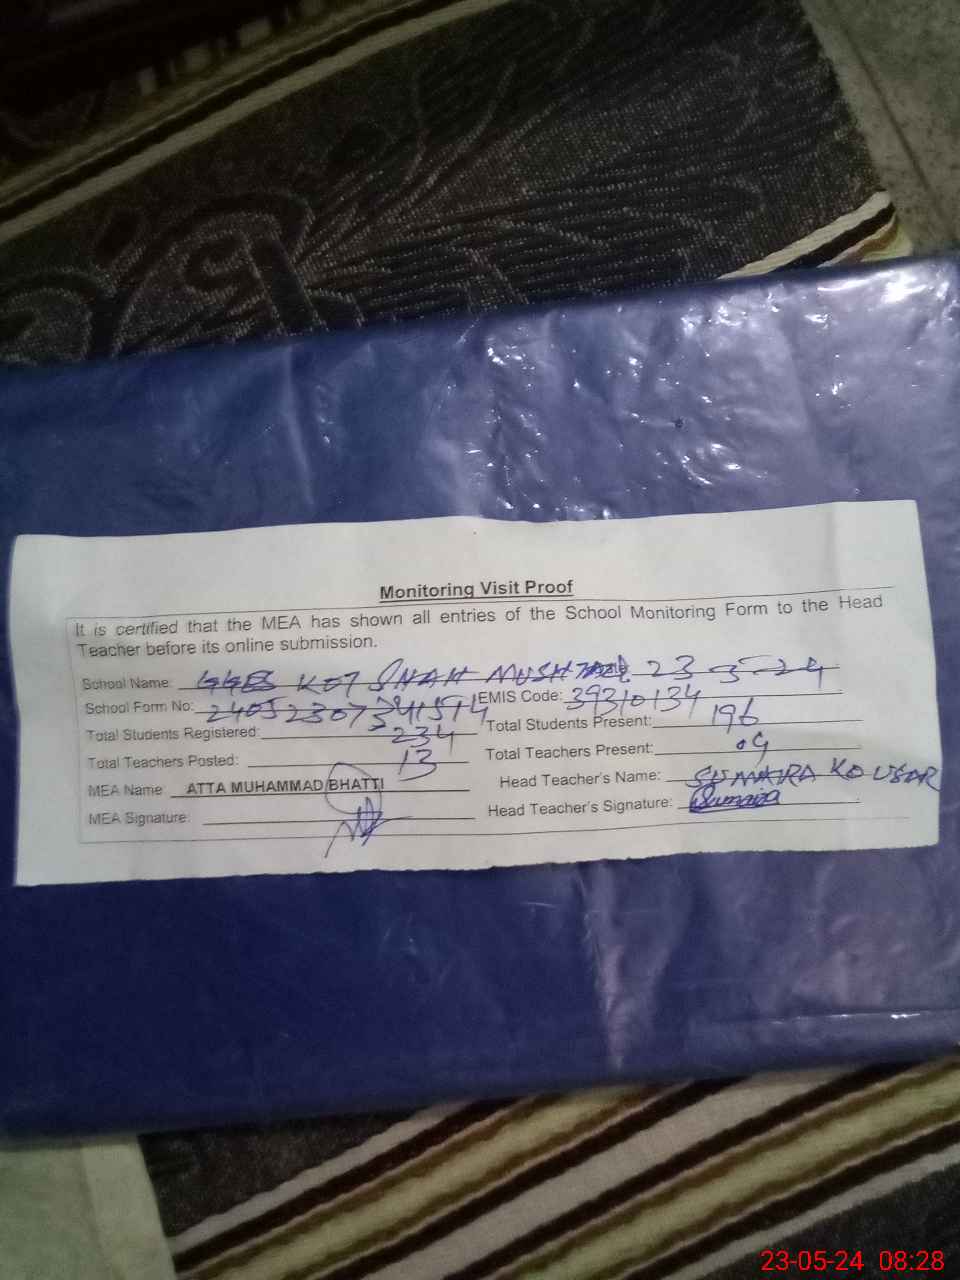 Monitoring Visit Proof
It is certified that the MEA has shown all entries of the School Monitoring Form to the Head
Teacher before its online submission.
School Name: GGES KOT SHAH MUSHTAQ 23-5-24
School Form No: EMIS Code: 39310134
Total Students Registered: 234 Total Students Present: 196
Total Teachers Posted: 13 Total Teachers Present: 09
MEA Name ATTA MUHAMMAD BHATTI Head Teacher's Name: SUMAIRA KOUSAR
MEA Signature: Head Teacher's Signature: Sumaira
23-05-24 08:28